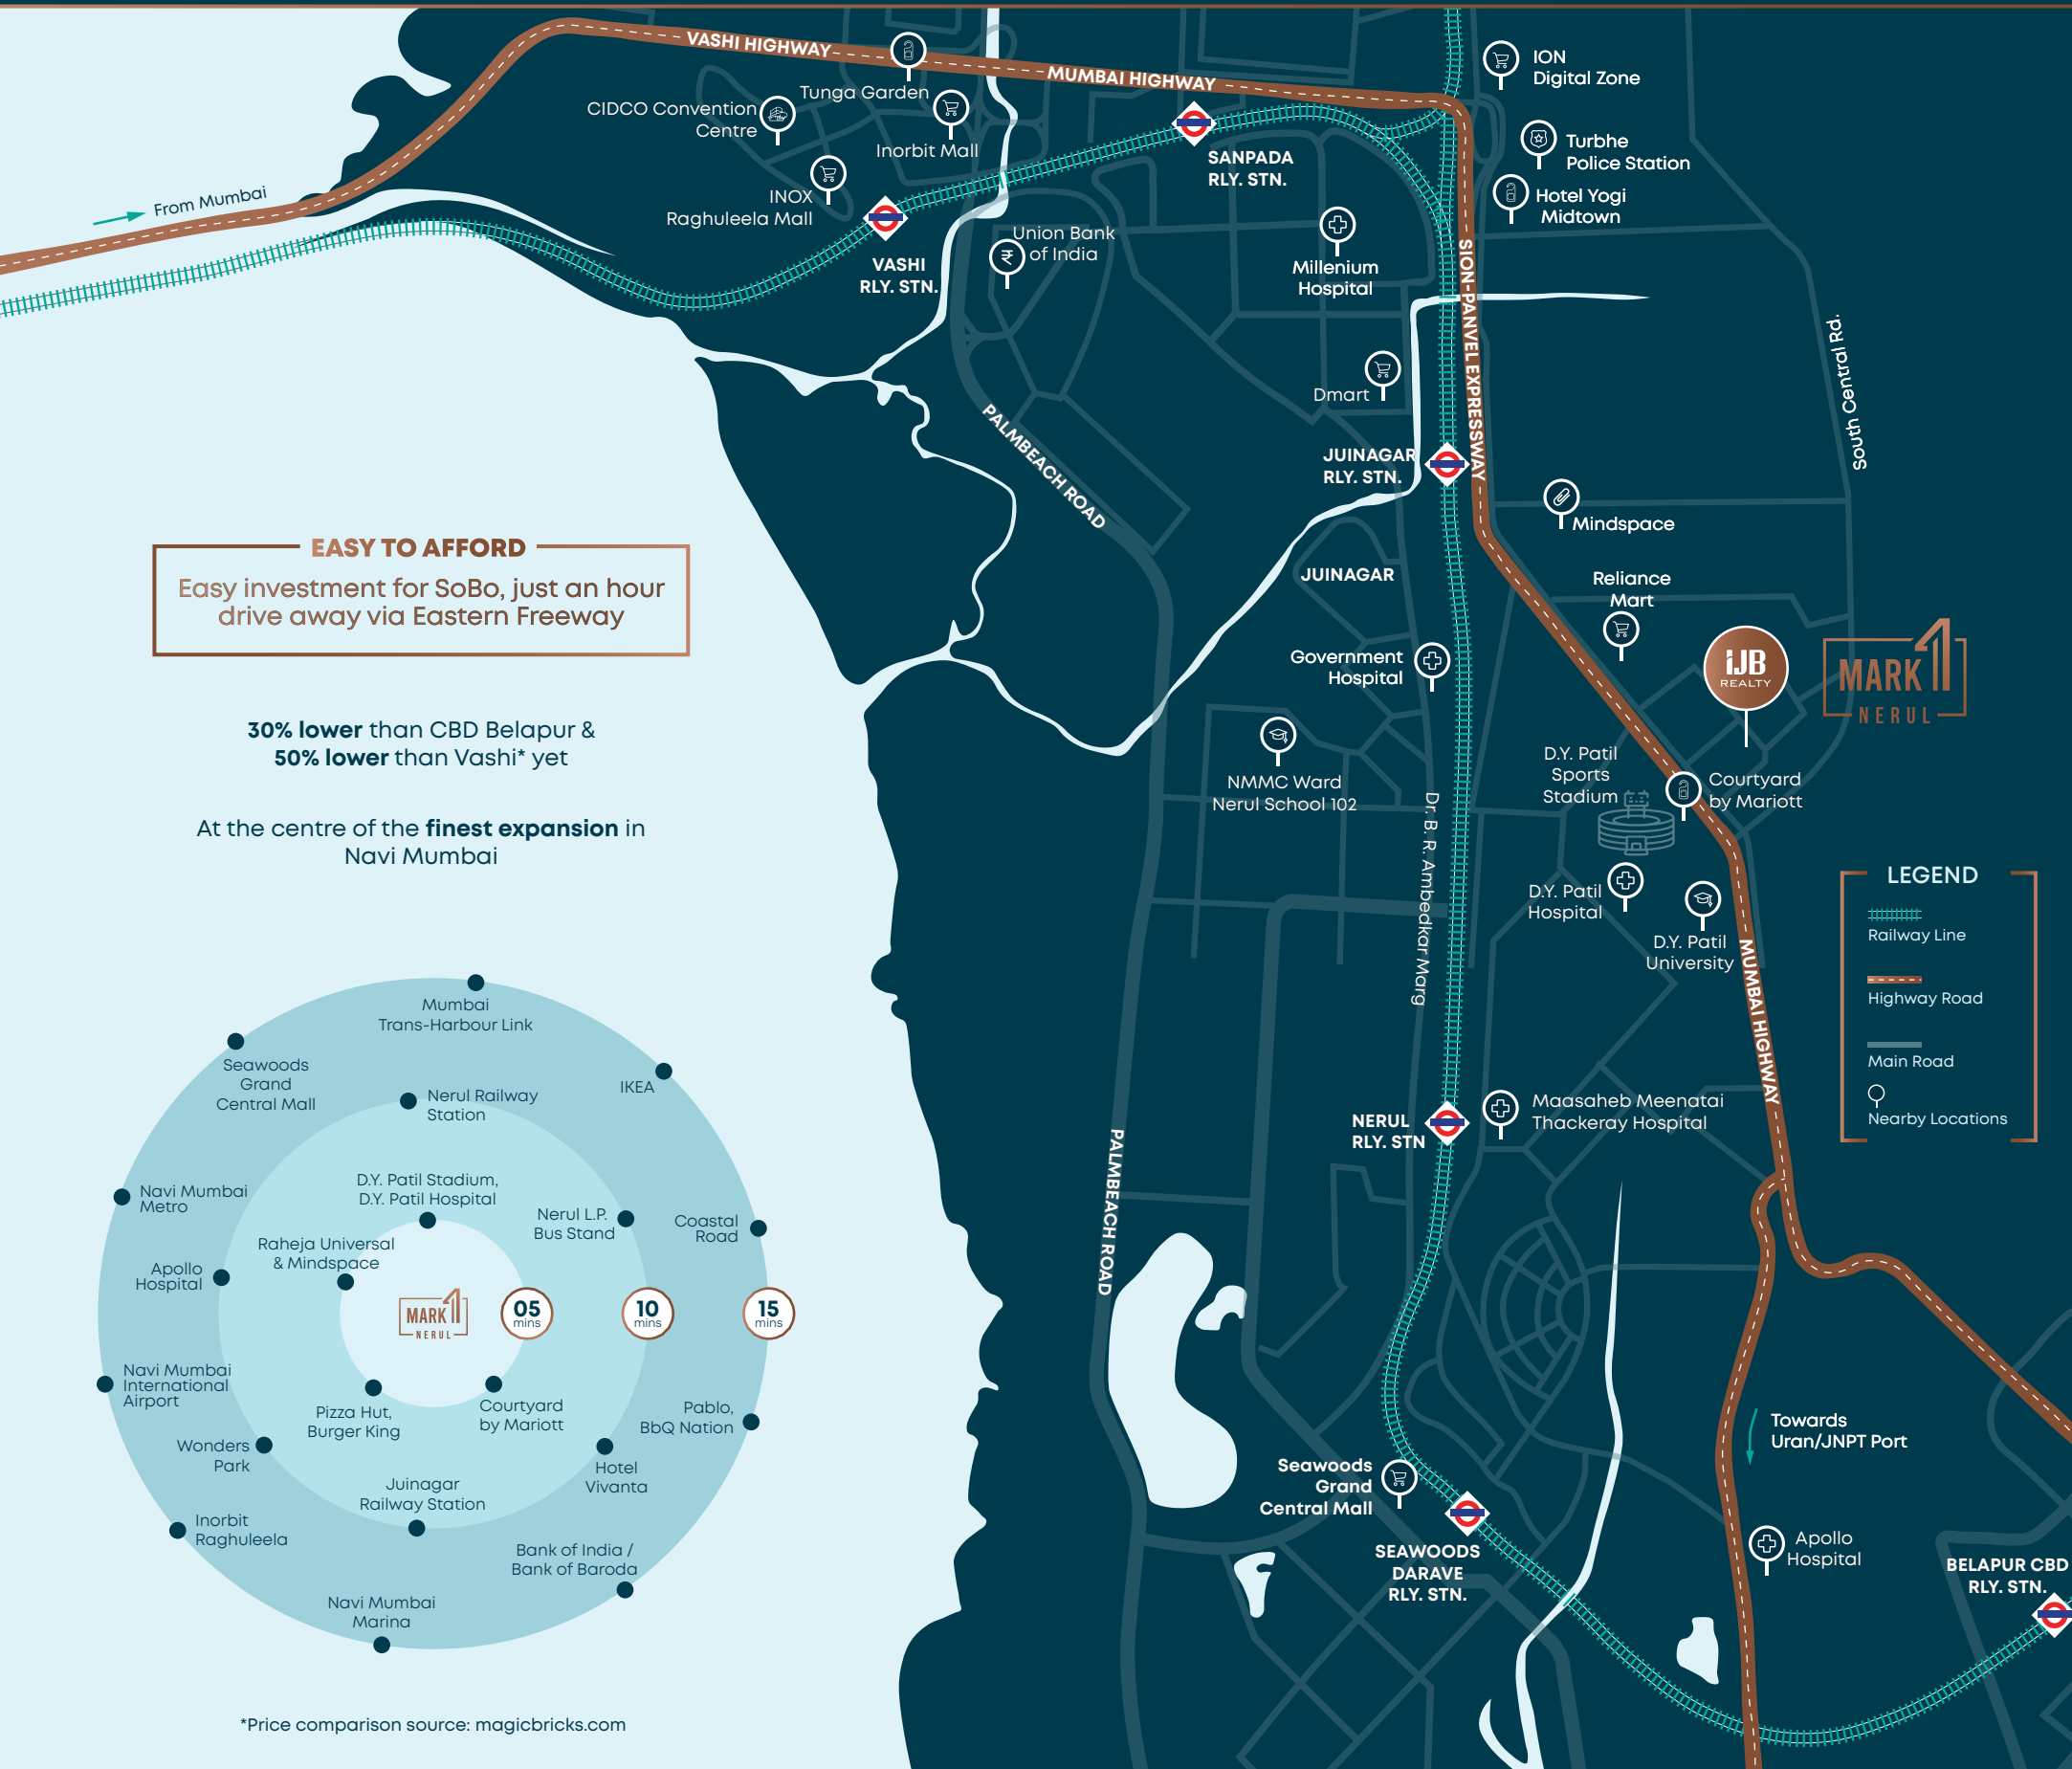 VASHI HIGHWAY
MUMBAI HIGHWAY
Tunga Garden
CIDCO Convention
Centre
Inorbit Mall
INOX
Raghuleela Mall
From Mumbai
VASHI
RLY. STN.
Union Bank
of India
SANPADA
RLY. STN.
Millenium
Hospital
ION
Digital Zone
Turbhe
Police Station
Hotel Yogi
Midtown
SION-PANVEL EXPRESSWAY
South Central Rd.
Dmart
PALMBEACH ROAD
JUINAGAR
RLY. STN.
Mindspace
JUINAGAR
Reliance
Mart
Government
Hospital
iJB
REALTY
MARK 1
NERUL
NMMC Ward
Nerul School 102
D.Y. Patil
Sports
Stadium
Courtyard
by Mariott
Dr. B. R. Ambedkar Marg
D.Y. Patil
Hospital
D.Y. Patil
University
MUMBAI HIGHWAY
LEGEND
Railway Line
Highway Road
Main Road
Nearby Locations
NERUL
RLY. STN
Maasaheb Meenatai
Thackeray Hospital
PALMBEACH ROAD
Towards
Uran/JNPT Port
Seawoods
Grand
Central Mall
SEAWOODS
DARAVE
RLY. STN.
Apollo
Hospital
BELAPUR CBD
RLY. STN.
EASY TO AFFORD
Easy investment for SoBo, just an hour
drive away via Eastern Freeway
30% lower than CBD Belapur &
50% lower than Vashi* yet
At the centre of the finest expansion in
Navi Mumbai
Mumbai
Trans-Harbour Link
Seawoods
Grand
Central Mall
IKEA
Nerul Railway
Station
Navi Mumbai
Metro
D.Y. Patil Stadium,
D.Y. Patil Hospital
Nerul L.P.
Bus Stand
Coastal
Road
Raheja Universal
& Mindspace
Apollo
Hospital
MARK 1
NERUL
05
mins
10
mins
15
mins
Navi Mumbai
International
Airport
Pizza Hut,
Burger King
Courtyard
by Mariott
Pablo,
BbQ Nation
Wonders
Park
Juinagar
Railway Station
Hotel
Vivanta
Inorbit
Raghuleela
Bank of India /
Bank of Baroda
Navi Mumbai
Marina
*Price comparison source: magicbricks.com